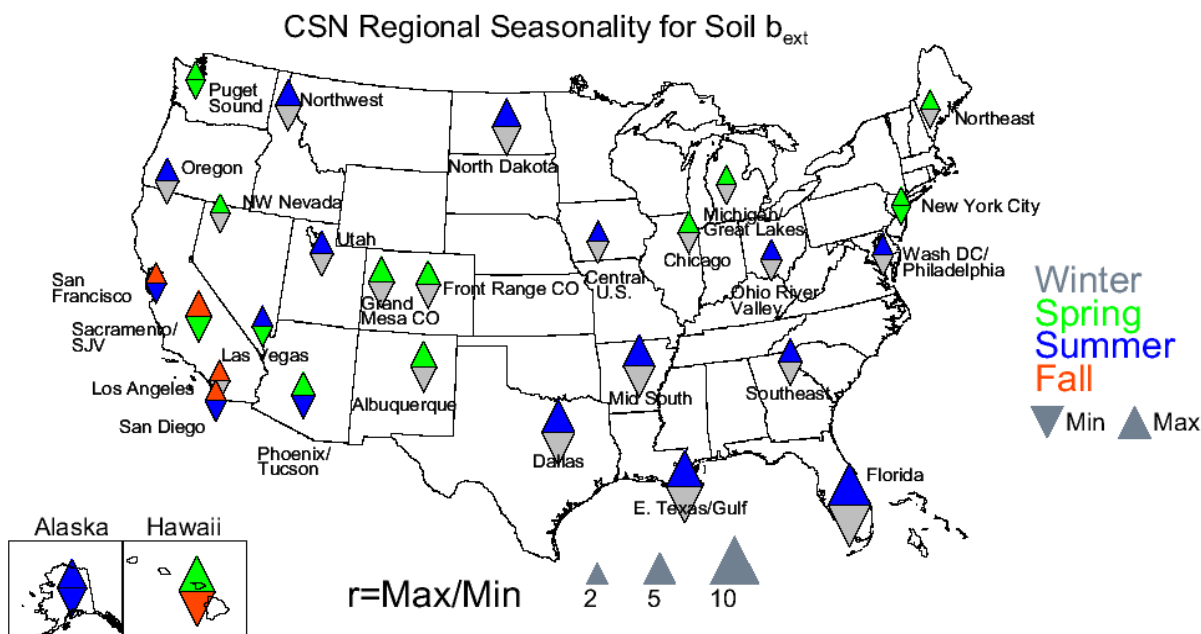 CSN Regional Seasonality for Soil bext
Puget
Sound
Northwest
North Dakota
Northeast
Oregon
NW Nevada
Michigan/
Great Lakes
New York City
Utah
Chicago
Wash DC/
Philadelphia
San
Francisco
Grand
Mesa CO
Front Range CO
Central
U.S.
Ohio River
Valley
Winter
Spring
Summer
Fall
Min
Max
Sacramento/
SJV
Las Vegas
Los Angeles
San Diego
Albuquerque
Mid South
Southeast
Phoenix/
Tucson
Dallas
E. Texas/Gulf
Florida
Alaska
Hawaii
r=Max/Min
2
5
10